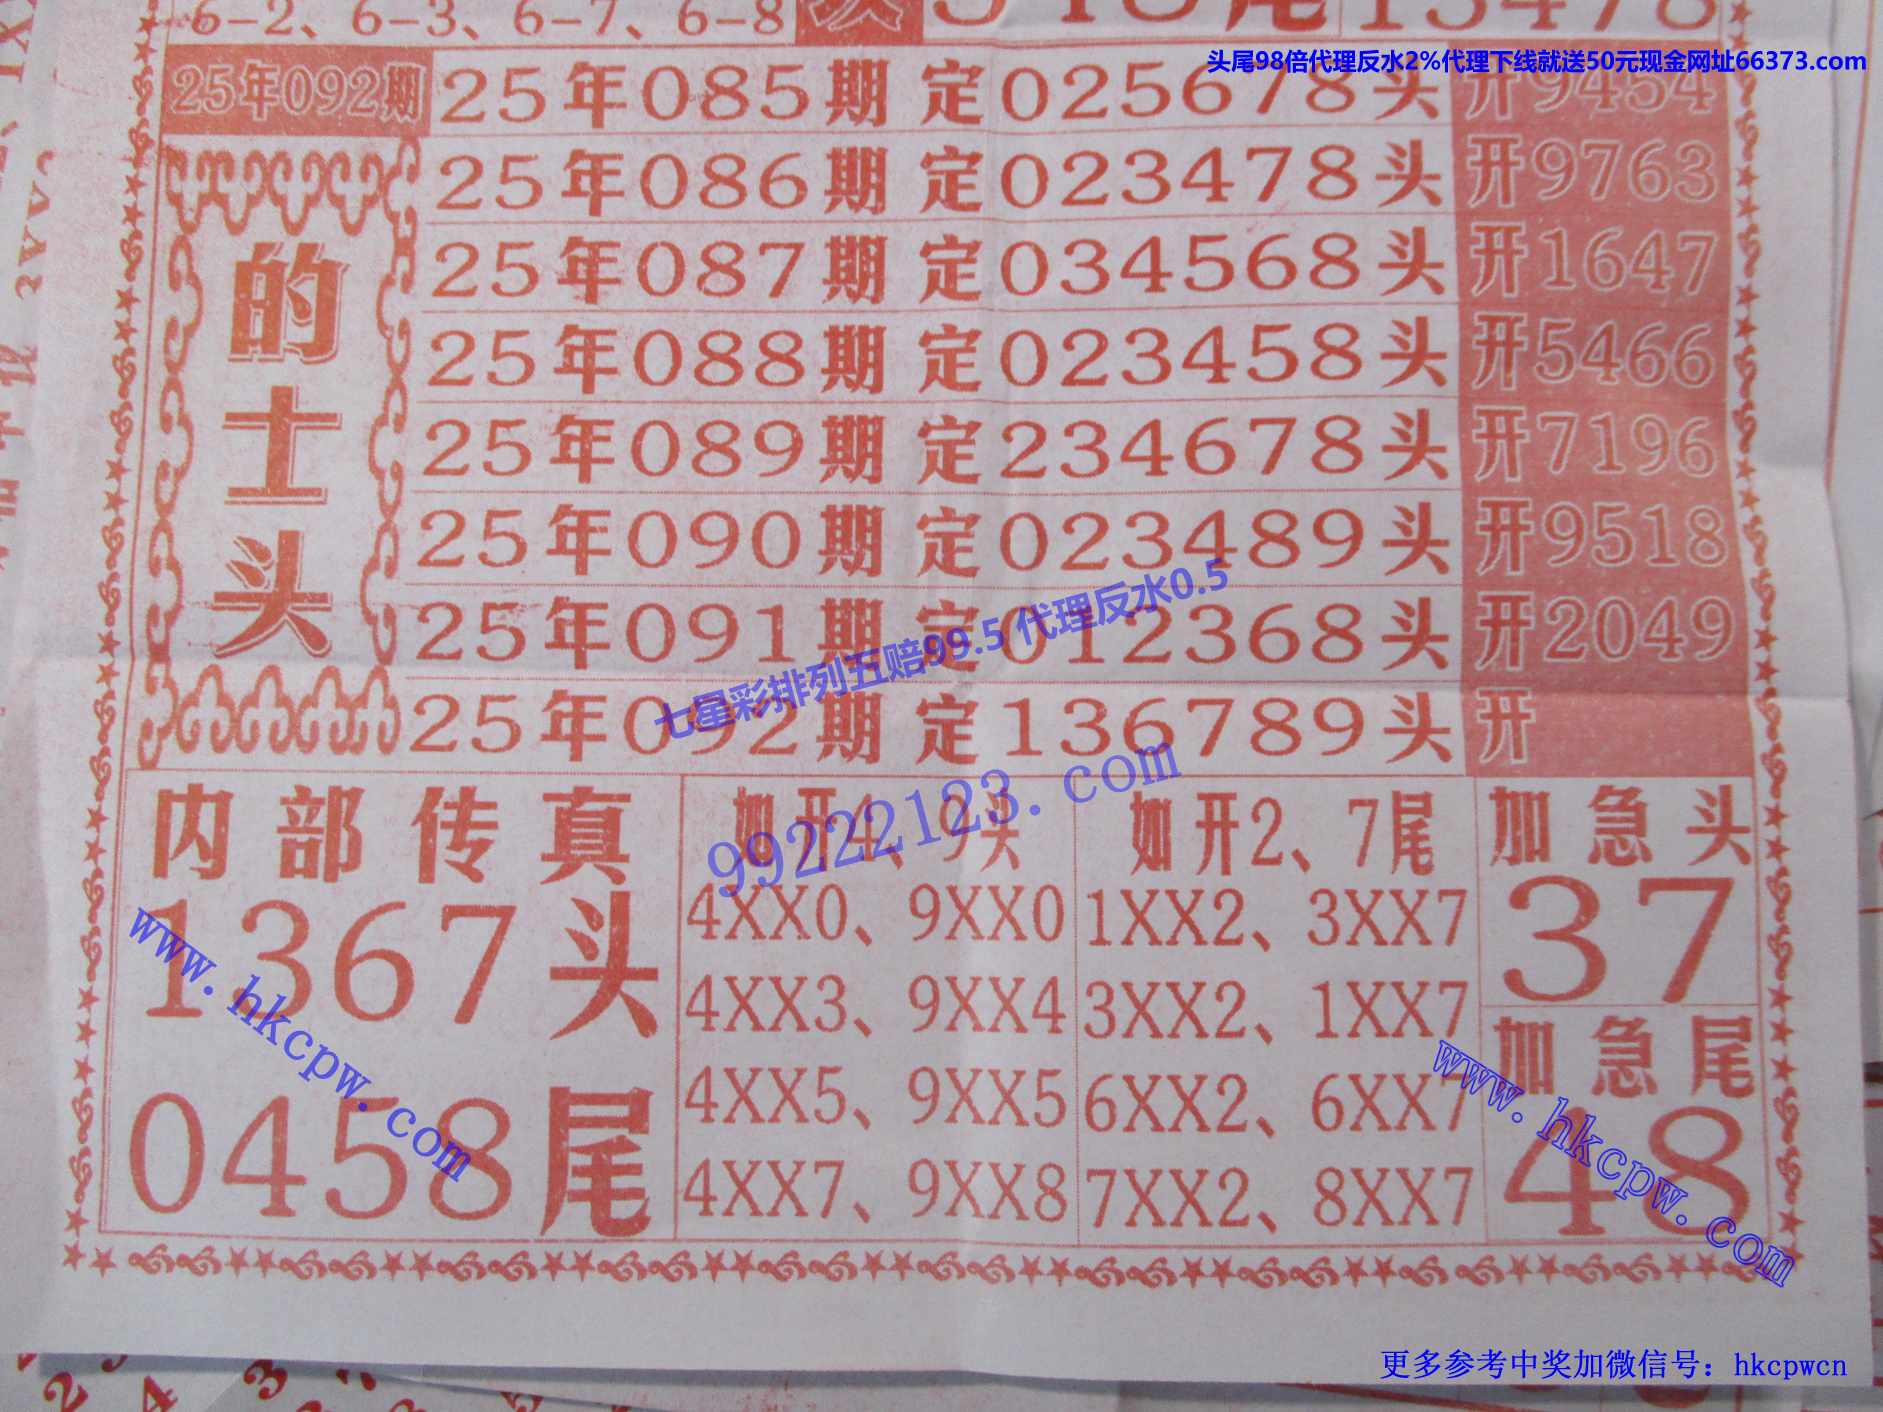 6-2、6-3、6-7、6-8
头尾98倍代理反水2%代理下线就送50元现金网址66373.com
25年092期
的士头
25年085期 定025678头 开9454
25年086期 定023478头 开9763
25年087期 定034568头 开1647
25年088期 定023458头 开5466
25年089期 定234678头 开7196
25年090期 定023489头 开9518
25年091期 定012368头 开2049
25年092期 定136789头 开
七星彩排列五赔99.5 代理反水0.5
99222123.com
内部传真
1367头
0458尾
如开4、9头
4XX0、9XX0
4XX3、9XX4
4XX5、9XX5
4XX7、9XX8
如开2、7尾
1XX2、3XX7
3XX2、1XX7
6XX2、6XX7
7XX2、8XX7
加急头
37
加急尾
48
www.hkcpw.com
www.hkcpw.com
更多参考中奖加微信号：hkcpwcn